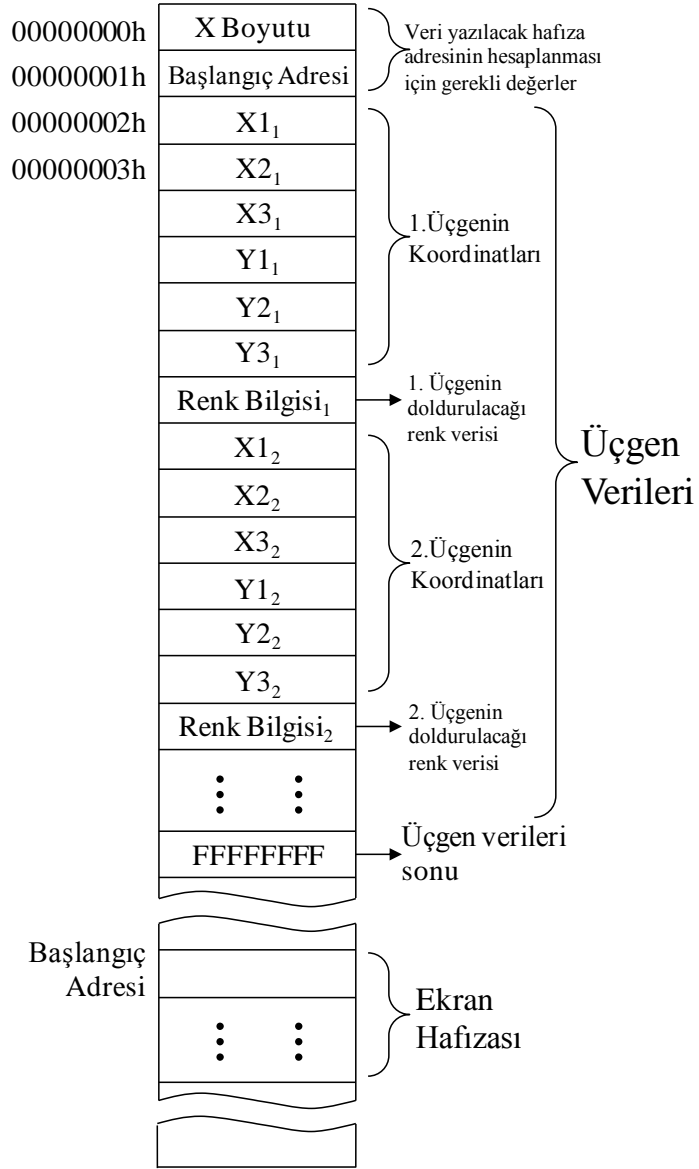 00000000h
X Boyutu
Veri yazılacak hafıza
adresinin hesaplanması
için gerekli değerler
00000001h
Başlangıç Adresi
00000002h
X1₁
00000003h
X2₁
X3₁
Y1₁
Y2₁
Y3₁
1.Üçgenin
Koordinatları
Renk Bilgisi₁
1. Üçgenin
doldurulacağı
renk verisi
X1₂
X2₂
X3₂
Y1₂
Y2₂
Y3₂
2.Üçgenin
Koordinatları
Renk Bilgisi₂
2. Üçgenin
doldurulacağı
renk verisi
Üçgen
Verileri
FFFFFFFF
Üçgen verileri
sonu
Başlangıç
Adresi
Ekran
Hafızası